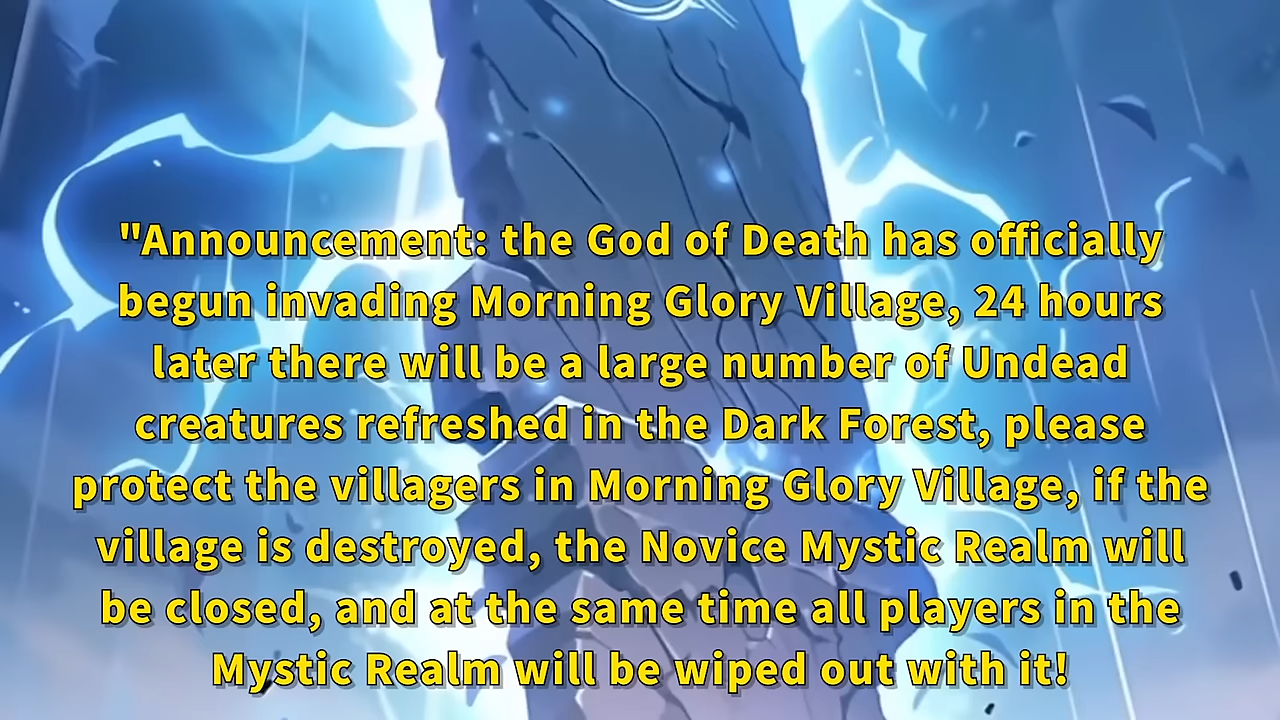 "Announcement: the God of Death has officially
begun invading Morning Glory Village, 24 hours
later there will be a large number of Undead
creatures refreshed in the Dark Forest, please
protect the villagers in Morning Glory Village, if the
village is destroyed, the Novice Mystic Realm will
be closed, and at the same time all players in the
Mystic Realm will be wiped out with it!